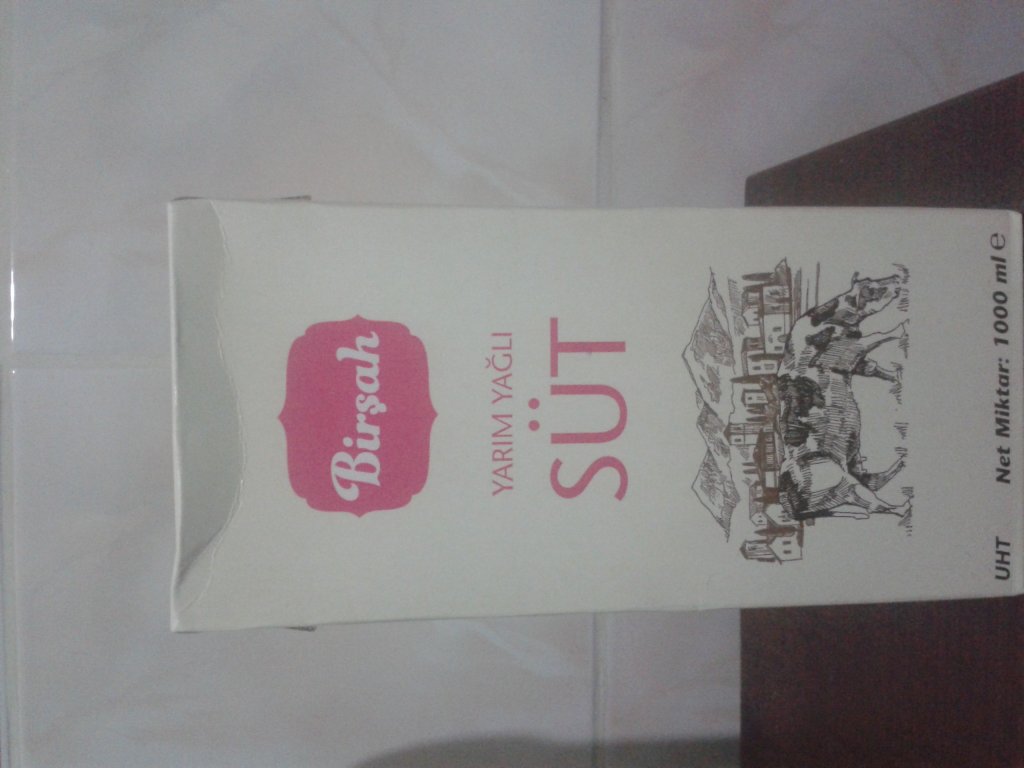 Birşah
YARIM YAĞLI
SÜT
UHT Net Miktar: 1000 ml ℮